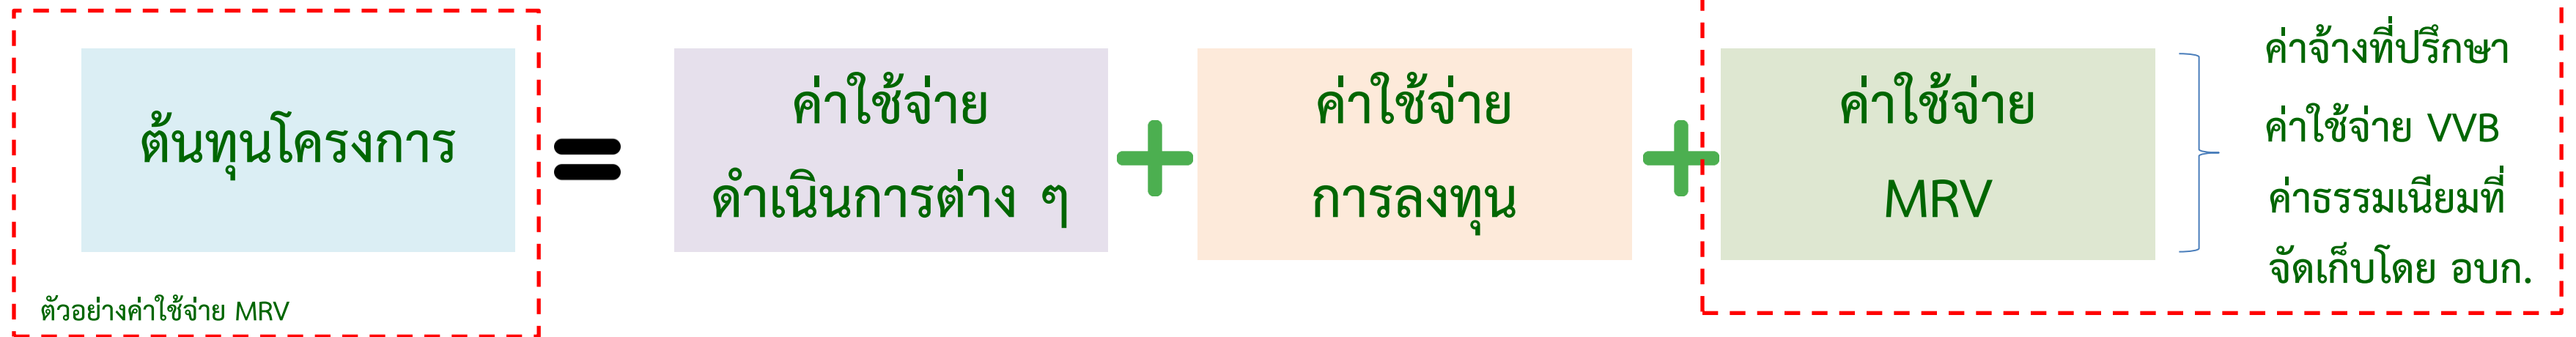 ต้นทุนโครงการ
=
ค่าใช้จ่าย
ดำเนินการต่าง ๆ
+
ค่าใช้จ่าย
การลงทุน
+
ค่าใช้จ่าย
MRV
ค่าจ้างที่ปรึกษา
ค่าใช้จ่าย VVB
ค่าธรรมเนียมที่
จัดเก็บโดย อบก.
ตัวอย่างค่าใช้จ่าย MRV